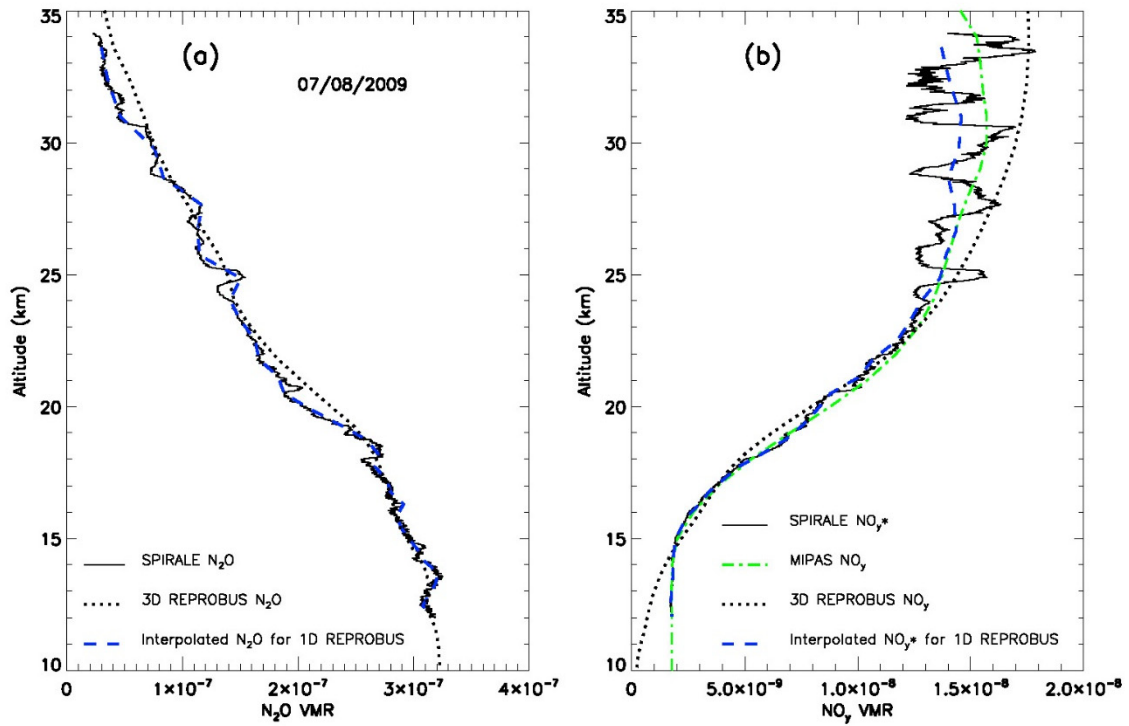 (a)
07/08/2009
35
30
25
20
15
10
Altitude (km)
SPIRALE N₂O
3D REPROBUS N₂O
Interpolated N₂O for 1D REPROBUS
0 1×10⁻⁷ 2×10⁻⁷ 3×10⁻⁷ 4×10⁻⁷
N₂O VMR
(b)
35
30
25
20
15
10
Altitude (km)
SPIRALE NOy*
MIPAS NOy
3D REPROBUS NOy
Interpolated NOy* for 1D REPROBUS
0 5.0×10⁻⁹ 1.0×10⁻⁸ 1.5×10⁻⁸ 2.0×10⁻⁸
NOy VMR